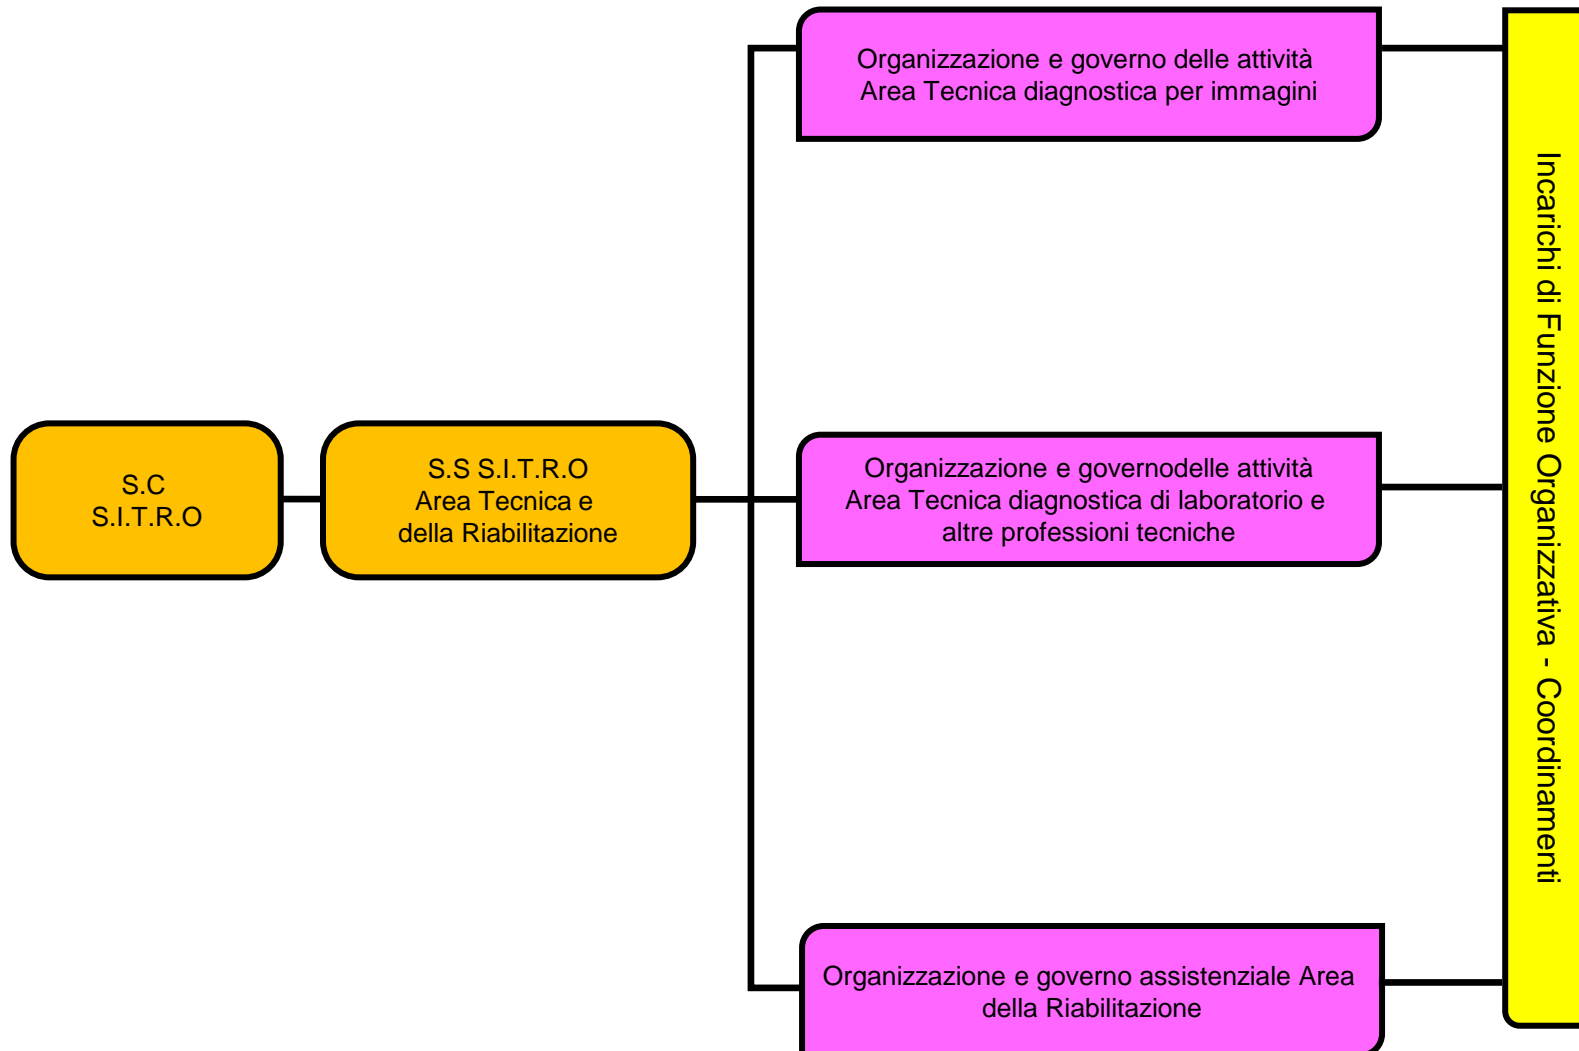 S.C
S.I.T.R.O
S.S S.I.T.R.O
Area Tecnica e
della Riabilitazione
Organizzazione e governo delle attività
Area Tecnica diagnostica per immagini
Organizzazione e governodelle attività
Area Tecnica diagnostica di laboratorio e
altre professioni tecniche
Organizzazione e governo assistenziale Area
della Riabilitazione
Incarichi di Funzione Organizzativa - Coordinamenti